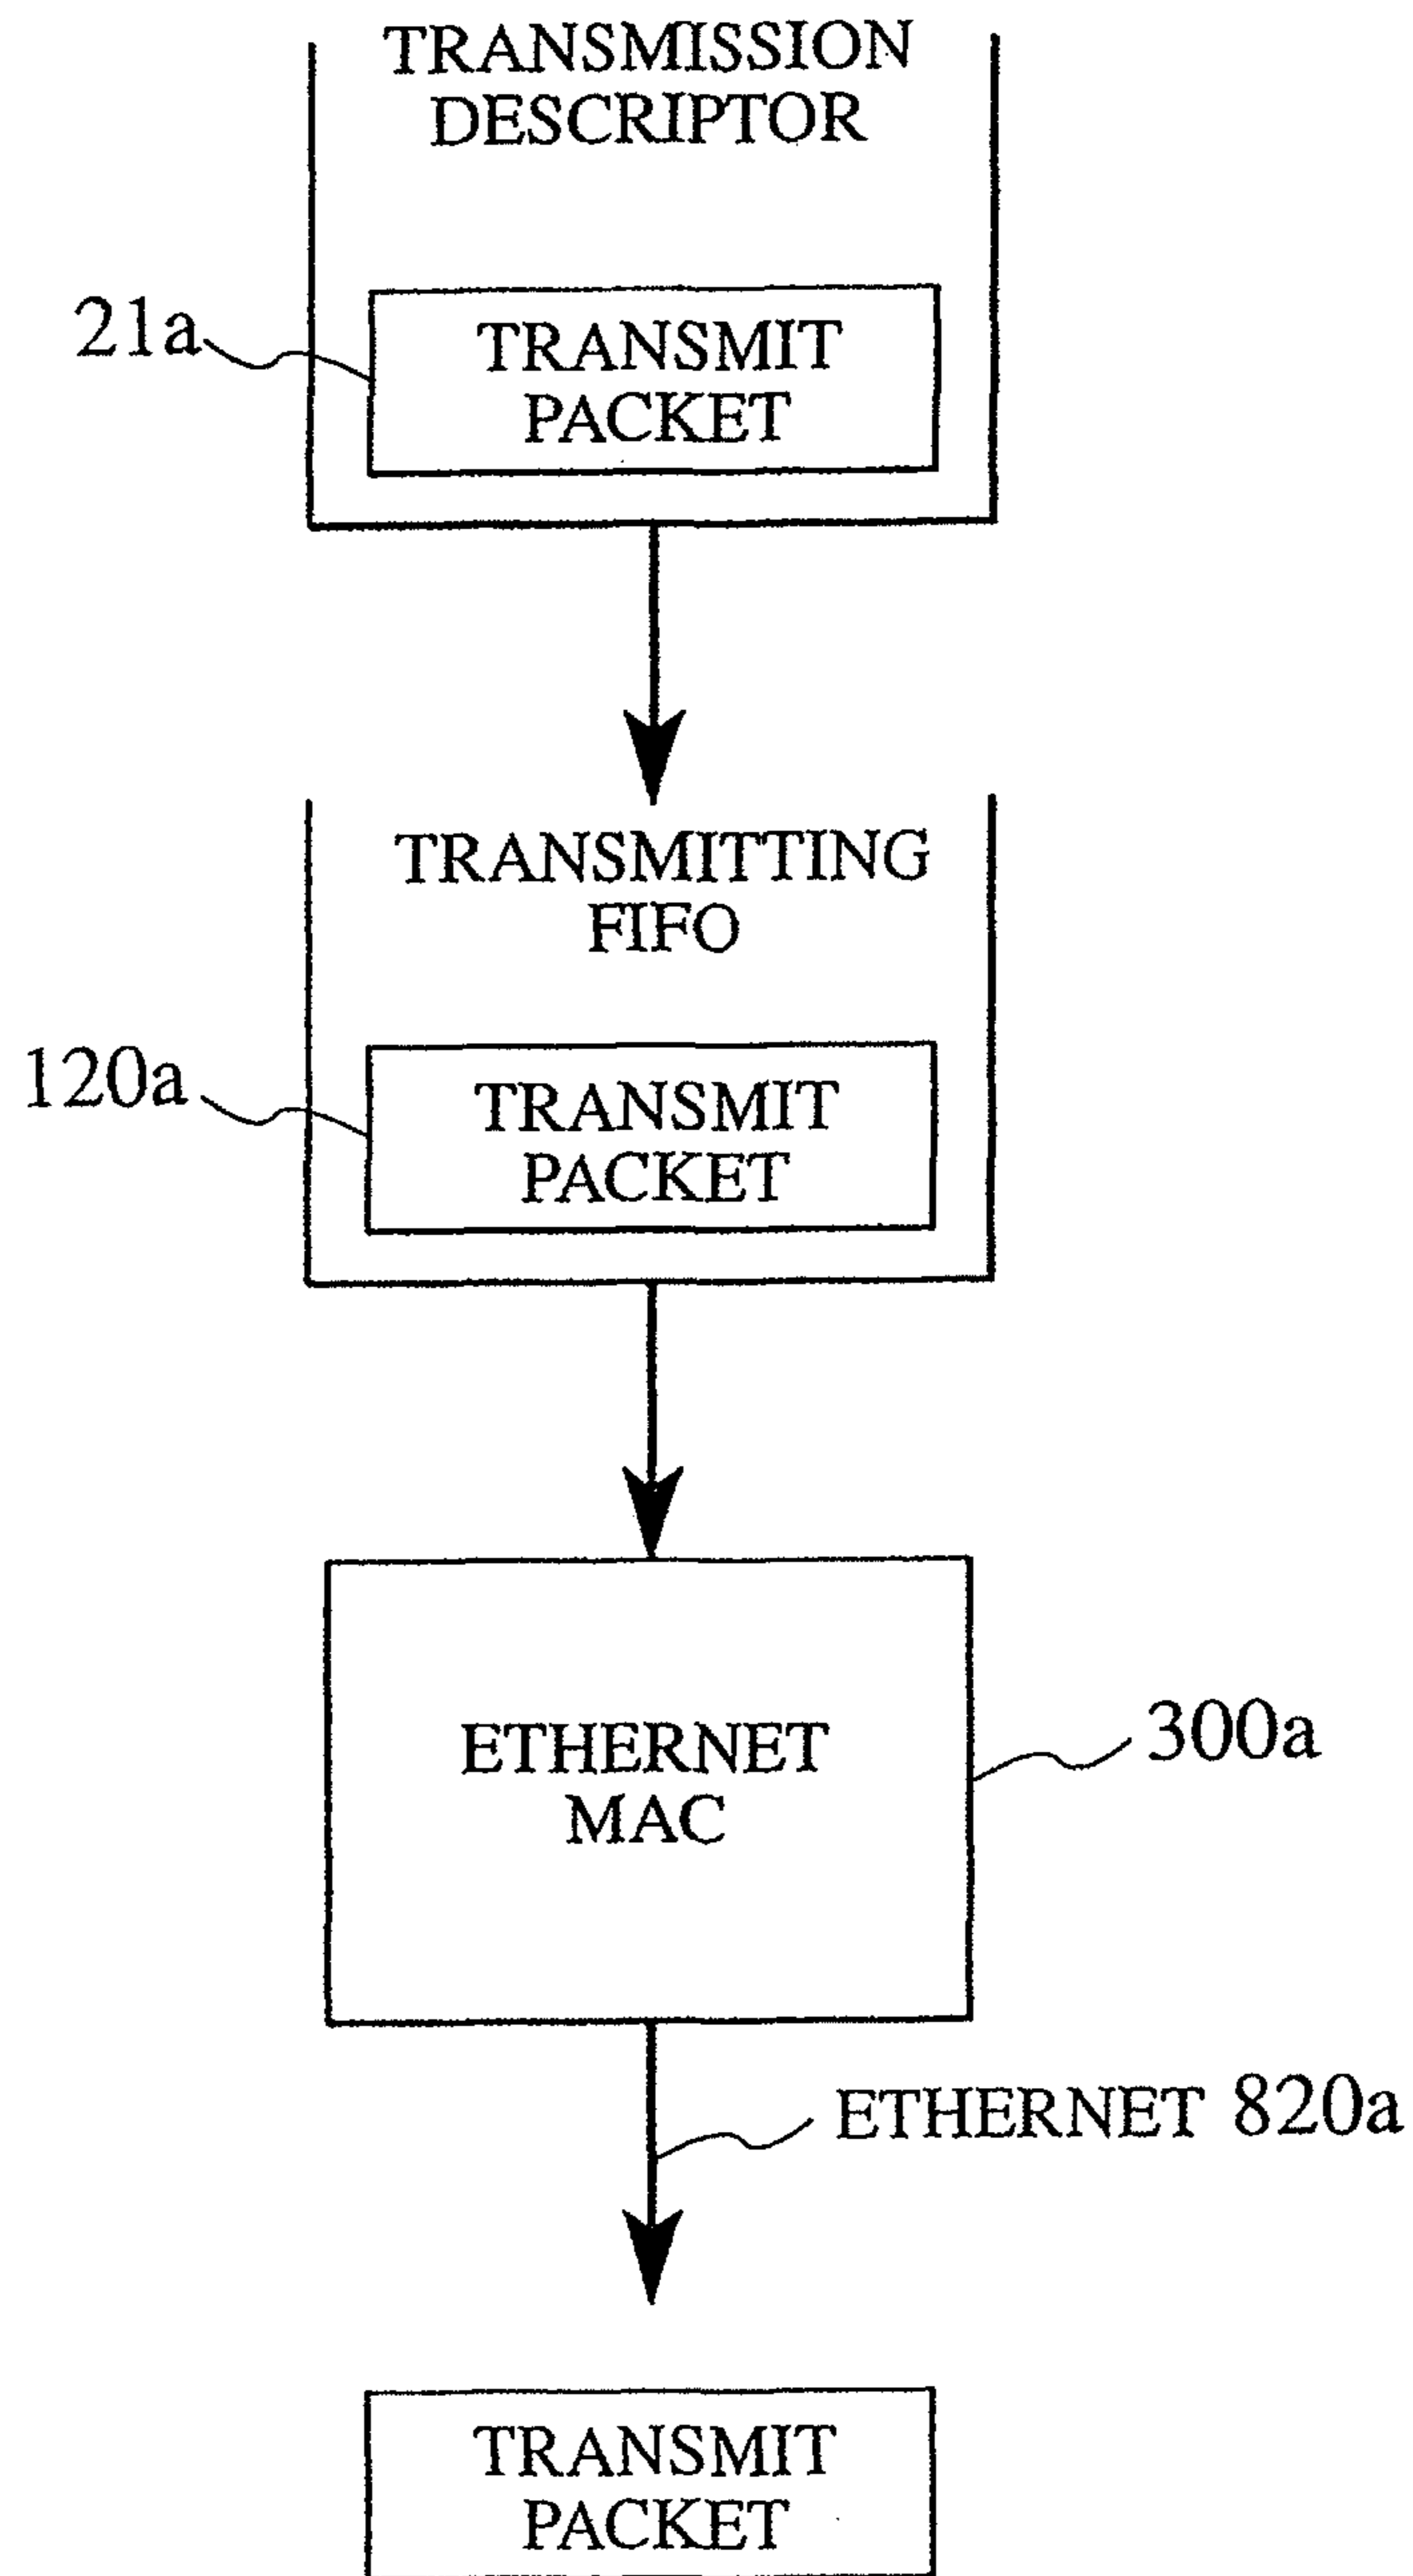 TRANSMISSION
DESCRIPTOR
21a
TRANSMIT
PACKET
TRANSMITTING
FIFO
120a
TRANSMIT
PACKET
ETHERNET
MAC
300a
ETHERNET 820a
TRANSMIT
PACKET